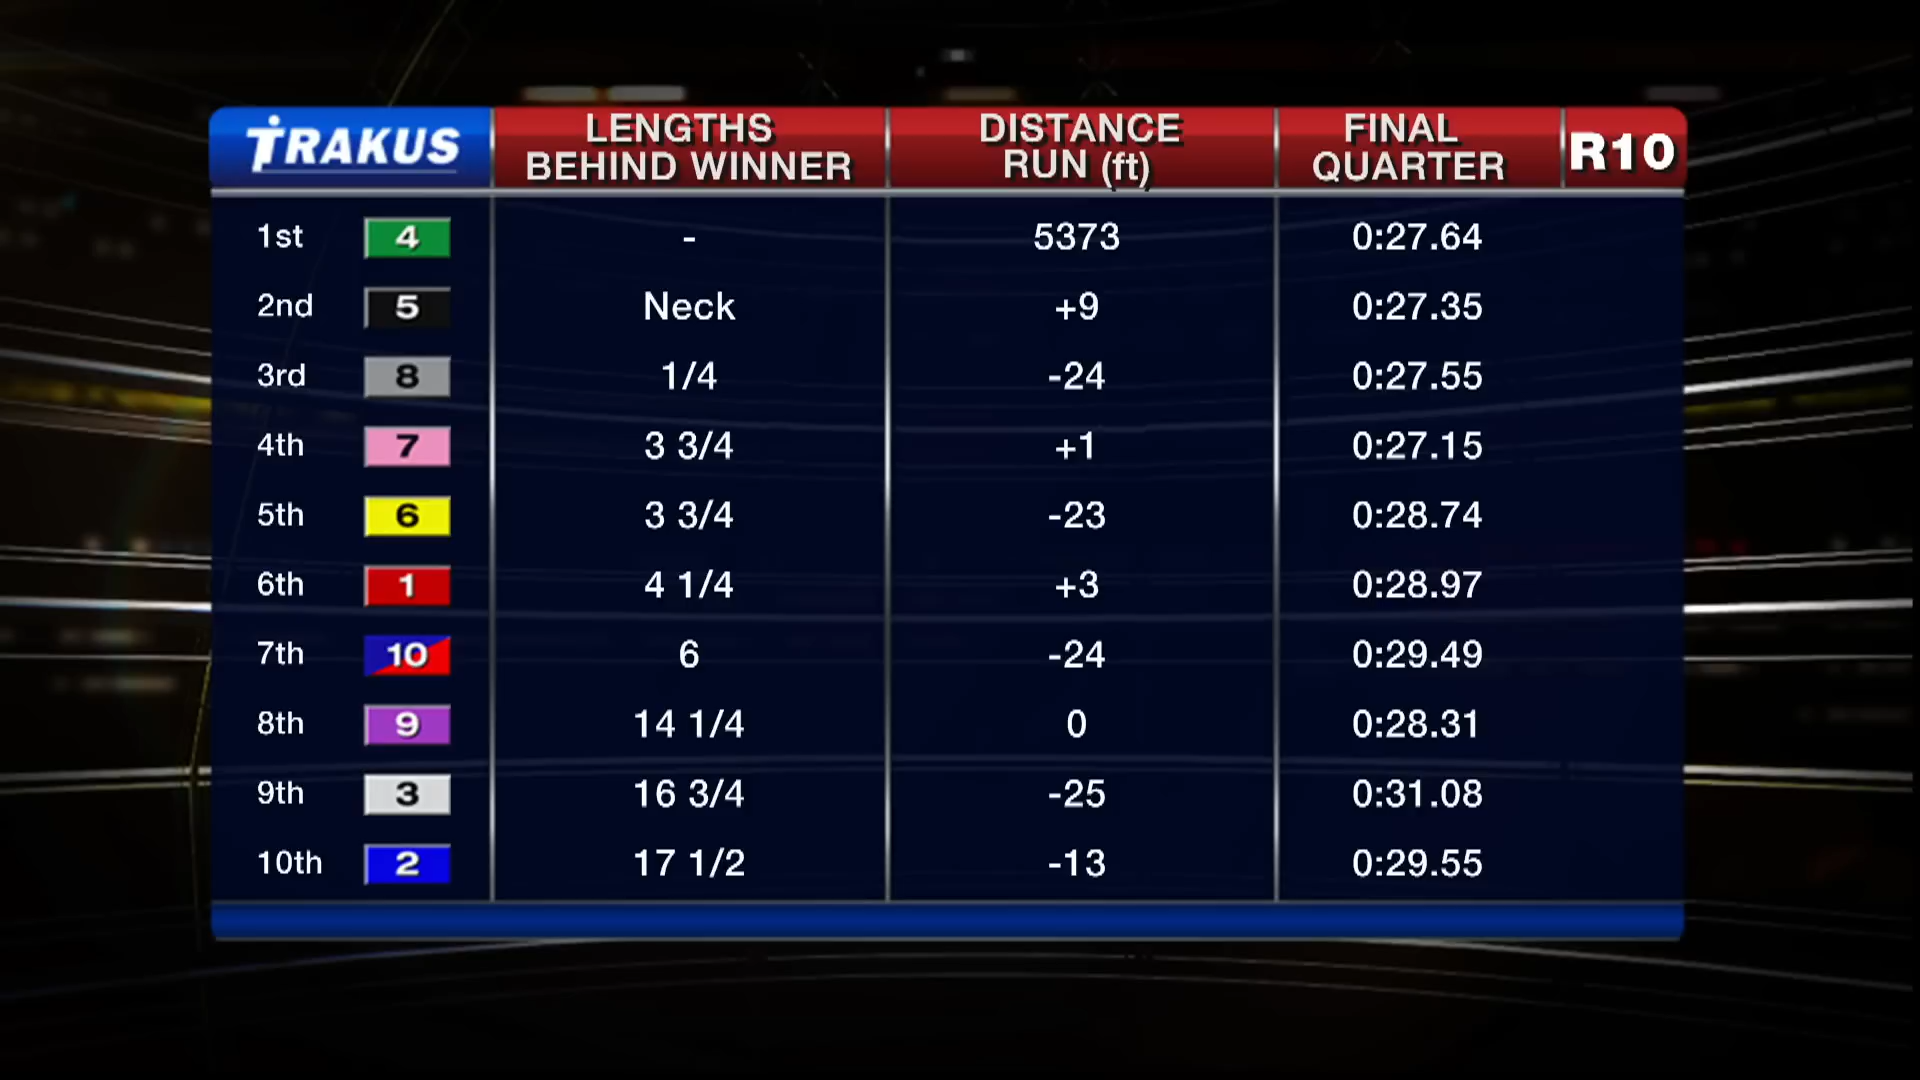 TRAKUS LENGTHS BEHIND WINNER DISTANCE RUN (ft) FINAL QUARTER R10
1st 4 - 5373 0:27.64
2nd 5 Neck +9 0:27.35
3rd 8 1/4 -24 0:27.55
4th 7 3 3/4 +1 0:27.15
5th 6 3 3/4 -23 0:28.74
6th 1 4 1/4 +3 0:28.97
7th 10 6 -24 0:29.49
8th 9 14 1/4 0 0:28.31
9th 3 16 3/4 -25 0:31.08
10th 2 17 1/2 -13 0:29.55